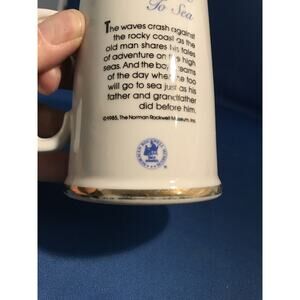 To Sea
The waves crash against
the rocky coast as the
old man shares his tales
of adventure on the high
seas. And the boy dreams
of the day when he too
will go to sea just as his
father and grandfather
did before him.
©1985, The Norman Rockwell Museum, Inc.